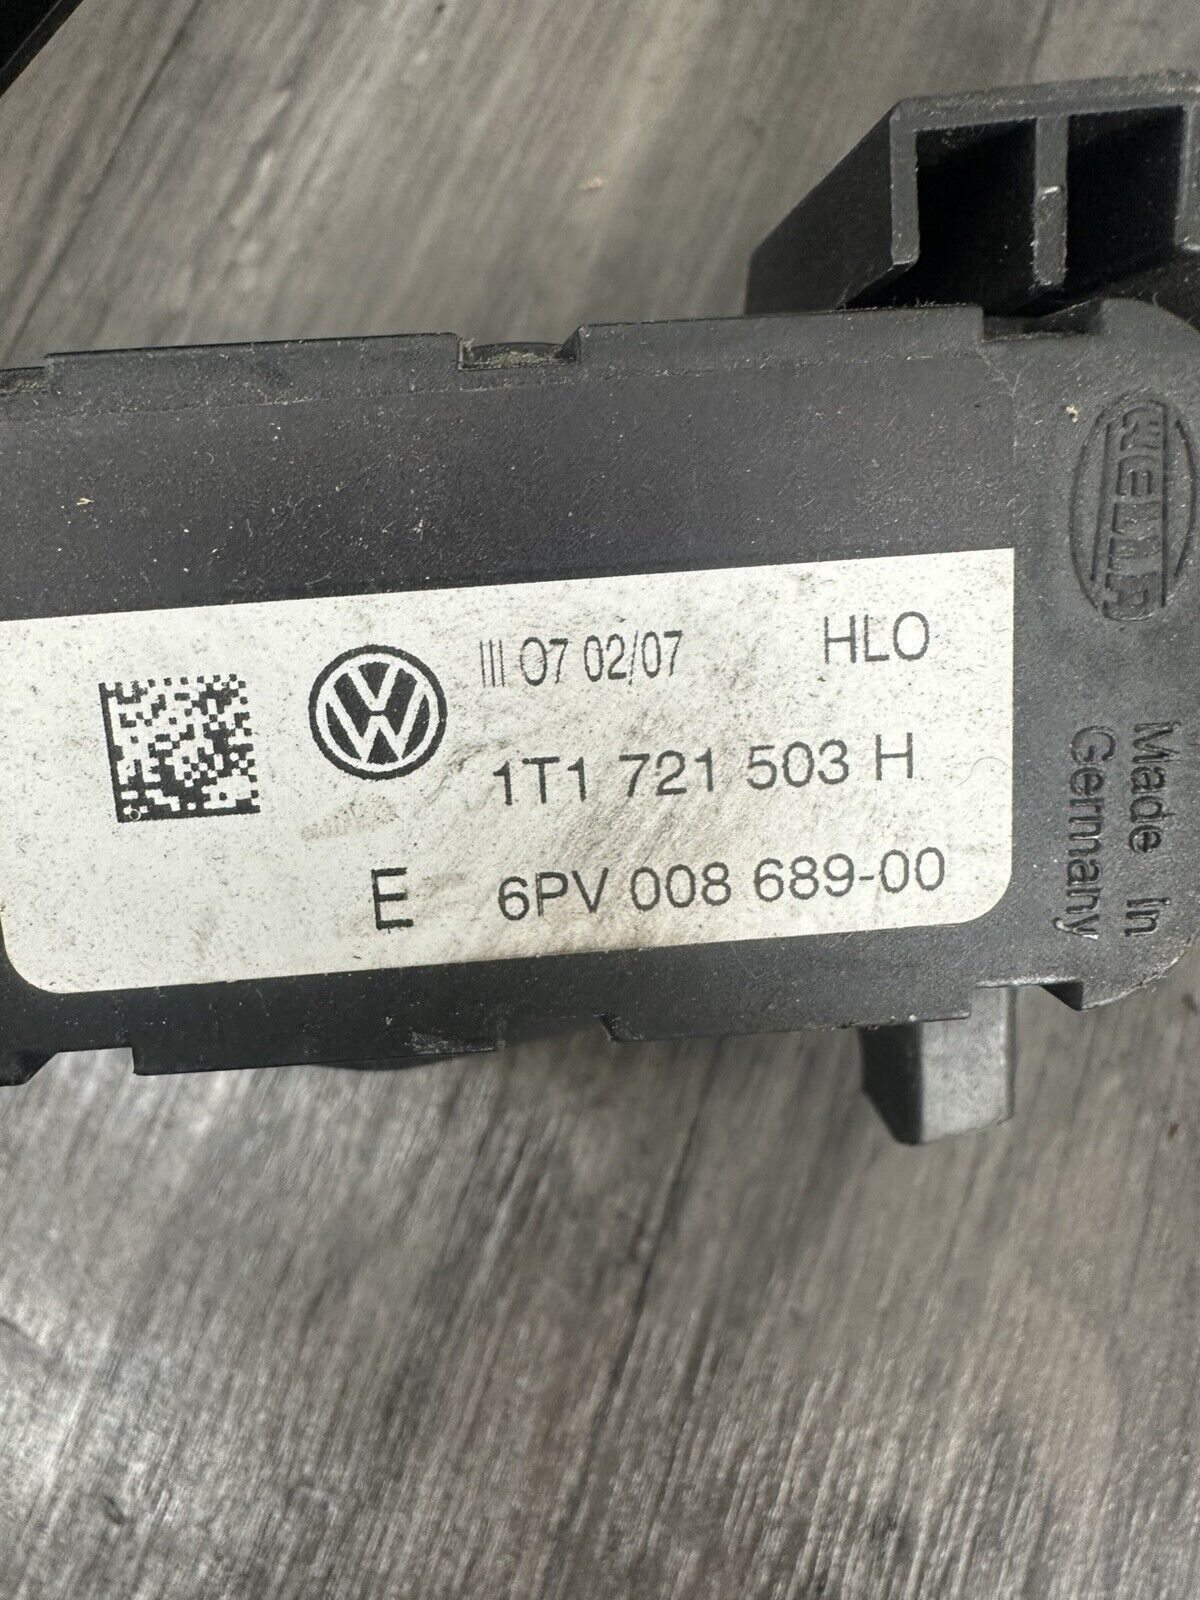 III 07 02/07 HLO
1T1 721 503 H
E 6PV 008 689-00
HELLA
Made in
Germany